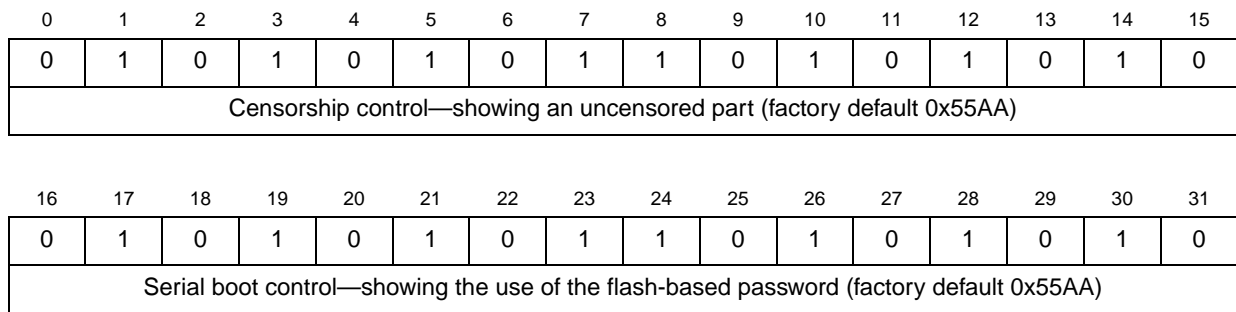 0 1 2 3 4 5 6 7 8 9 10 11 12 13 14 15
0 1 0 1 0 1 0 1 1 0 1 0 1 0 1 0
Censorship control—showing an uncensored part (factory default 0x55AA)
16 17 18 19 20 21 22 23 24 25 26 27 28 29 30 31
0 1 0 1 0 1 0 1 1 0 1 0 1 0 1 0
Serial boot control—showing the use of the flash-based password (factory default 0x55AA)